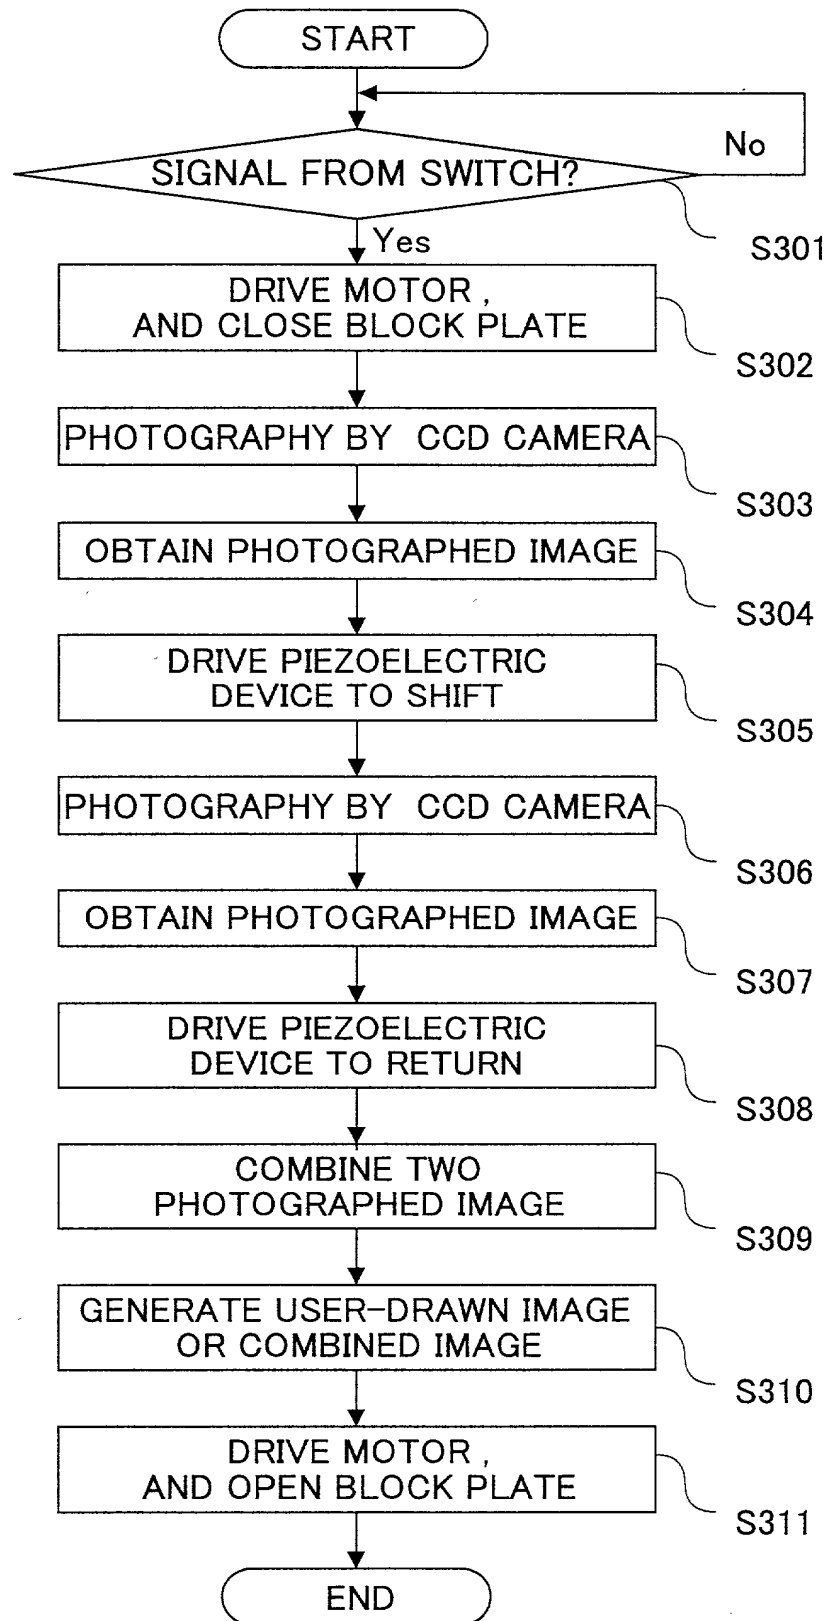 START
No
SIGNAL FROM SWITCH?
S301
Yes
DRIVE MOTOR ,
AND CLOSE BLOCK PLATE
S302
PHOTOGRAPHY BY CCD CAMERA
S303
OBTAIN PHOTOGRAPHED IMAGE
S304
DRIVE PIEZOELECTRIC
DEVICE TO SHIFT
S305
PHOTOGRAPHY BY CCD CAMERA
S306
OBTAIN PHOTOGRAPHED IMAGE
S307
DRIVE PIEZOELECTRIC
DEVICE TO RETURN
S308
COMBINE TWO
PHOTOGRAPHED IMAGE
S309
GENERATE USER-DRAWN IMAGE
OR COMBINED IMAGE
S310
DRIVE MOTOR ,
AND OPEN BLOCK PLATE
S311
END